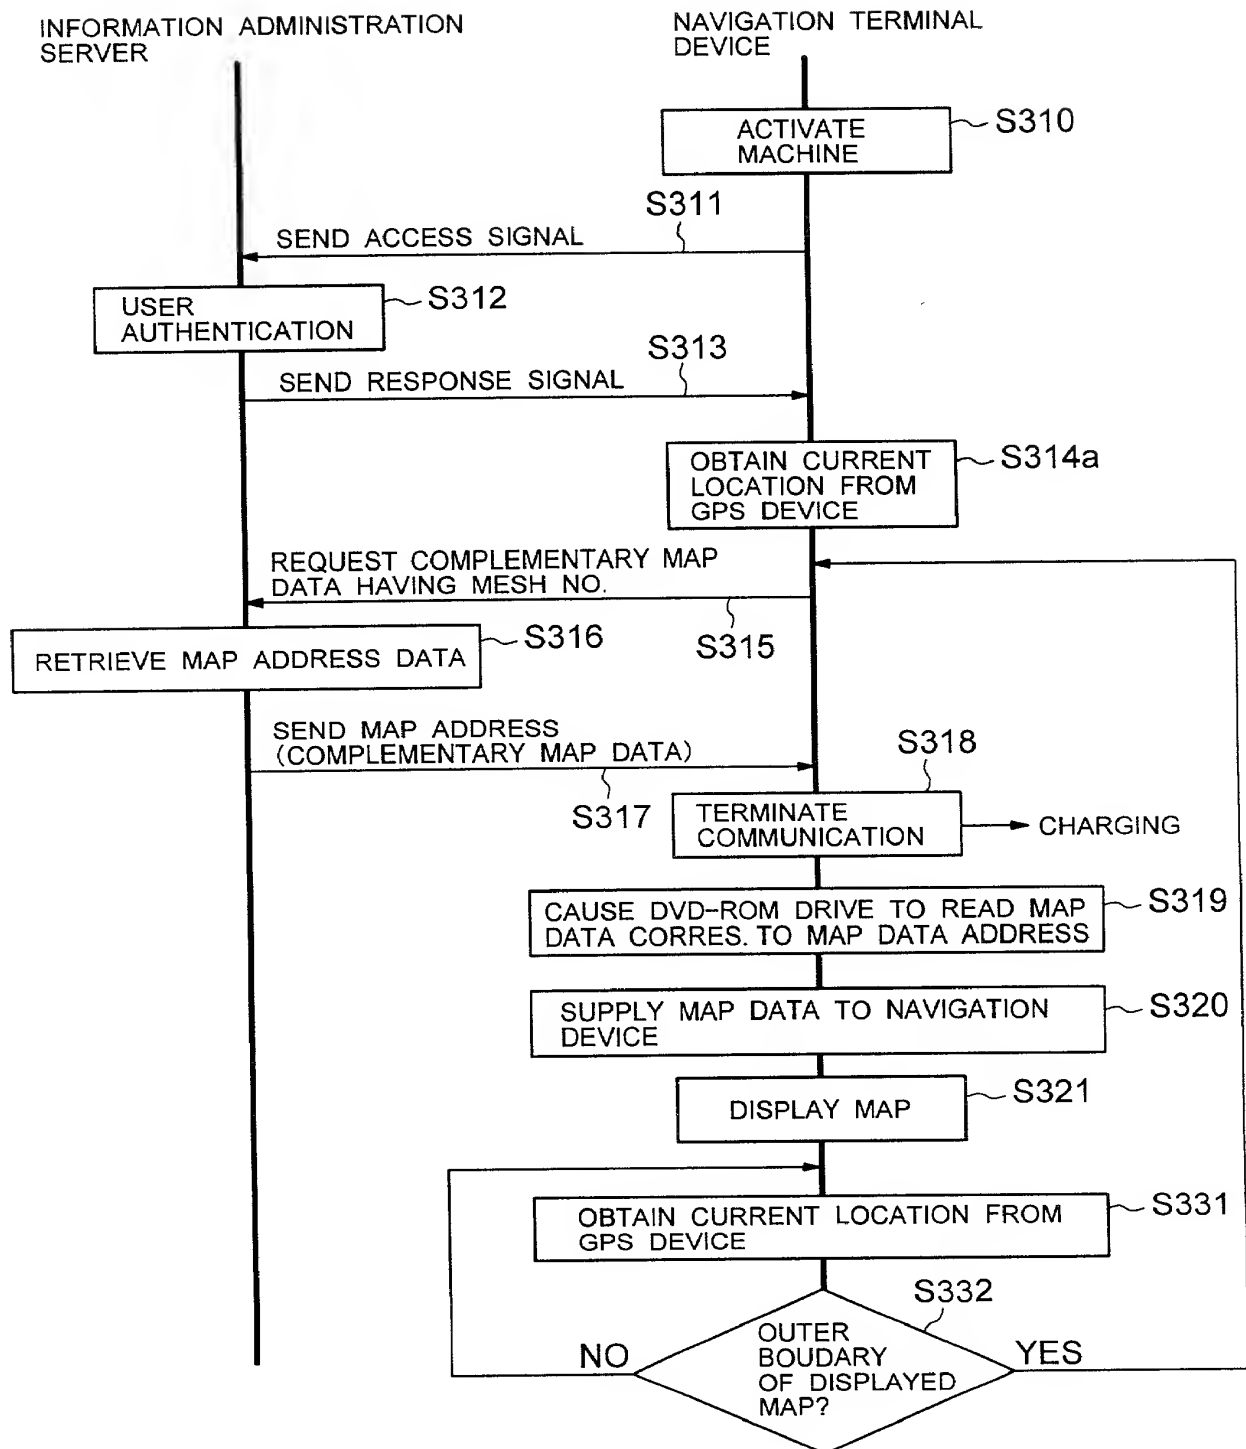 INFORMATION ADMINISTRATION
SERVER
NAVIGATION TERMINAL
DEVICE
ACTIVATE
MACHINE
S310
S311
SEND ACCESS SIGNAL
USER
AUTHENTICATION
S312
S313
SEND RESPONSE SIGNAL
OBTAIN CURRENT
LOCATION FROM
GPS DEVICE
S314a
REQUEST COMPLEMENTARY MAP
DATA HAVING MESH NO.
S315
RETRIEVE MAP ADDRESS DATA
S316
SEND MAP ADDRESS
(COMPLEMENTARY MAP DATA)
S317
S318
TERMINATE
COMMUNICATION
CHARGING
CAUSE DVD-ROM DRIVE TO READ MAP
DATA CORRES. TO MAP DATA ADDRESS
S319
SUPPLY MAP DATA TO NAVIGATION
DEVICE
S320
DISPLAY MAP
S321
OBTAIN CURRENT LOCATION FROM
GPS DEVICE
S331
S332
OUTER
BOUDARY
OF DISPLAYED
MAP?
NO
YES